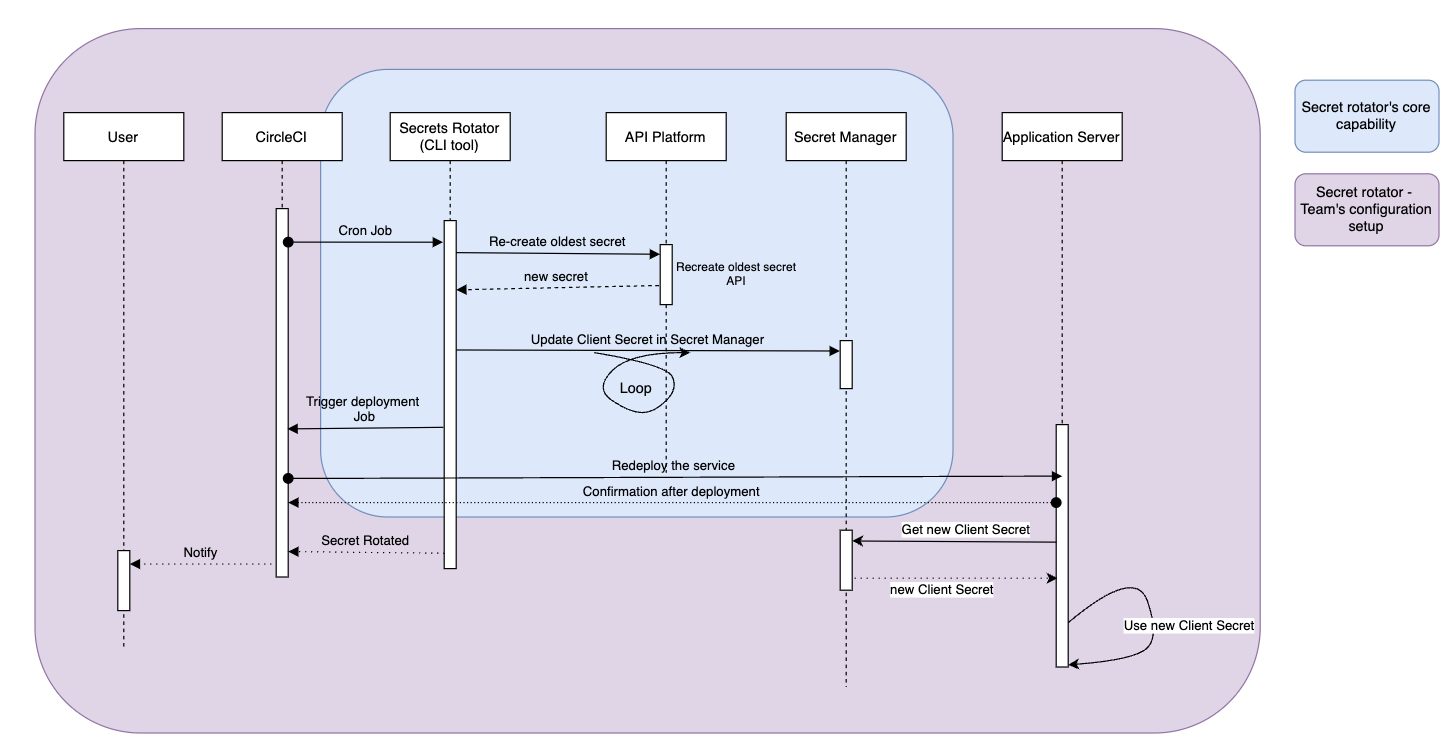 User
CircleCI
Secrets Rotator
(CLI tool)
API Platform
Secret Manager
Application Server
Secret rotator's core
capability
Secret rotator -
Team's configuration
setup
Cron Job
Re-create oldest secret
Recreate oldest secret
API
new secret
Update Client Secret in Secret Manager
Loop
Trigger deployment
Job
Redeploy the service
Confirmation after deployment
Get new Client Secret
Secret Rotated
Notify
new Client Secret
Use new Client Secret